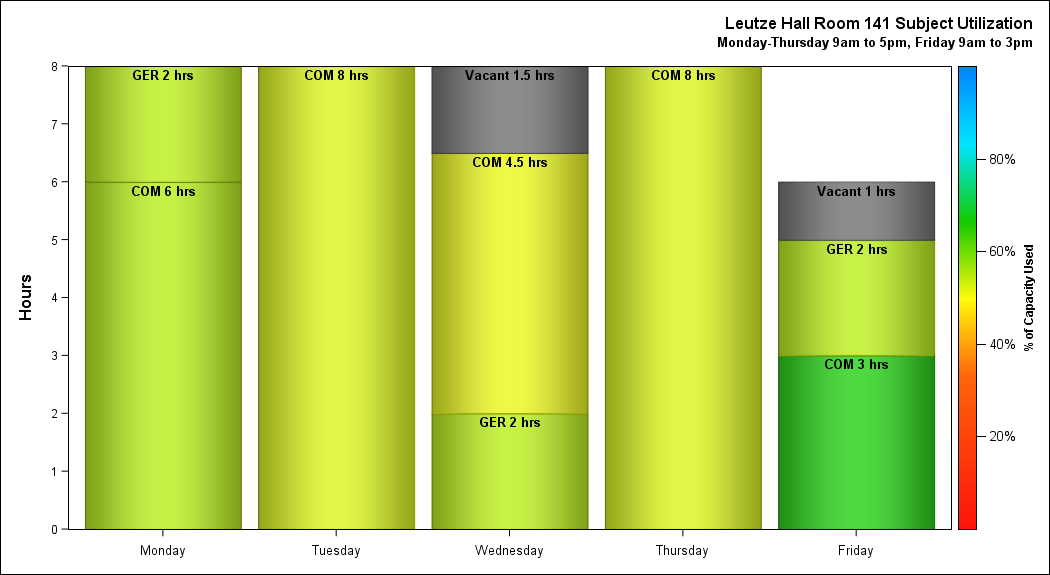 Leutze Hall Room 141 Subject Utilization
Monday-Thursday 9am to 5pm, Friday 9am to 3pm
8
7
6
5
4
3
2
1
0
Hours
GER 2 hrs
COM 6 hrs
COM 8 hrs
Vacant 1.5 hrs
COM 4.5 hrs
GER 2 hrs
COM 8 hrs
Vacant 1 hrs
GER 2 hrs
COM 3 hrs
Monday
Tuesday
Wednesday
Thursday
Friday
80%
60%
40%
20%
% of Capacity Used